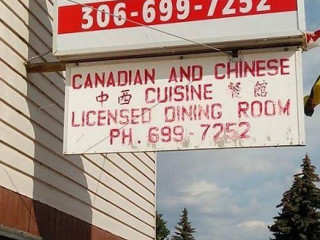 306-699-7252
CANADIAN AND CHINESE
中西 CUISINE 餐館
LICENSED DINING ROOM
PH. 699-7252